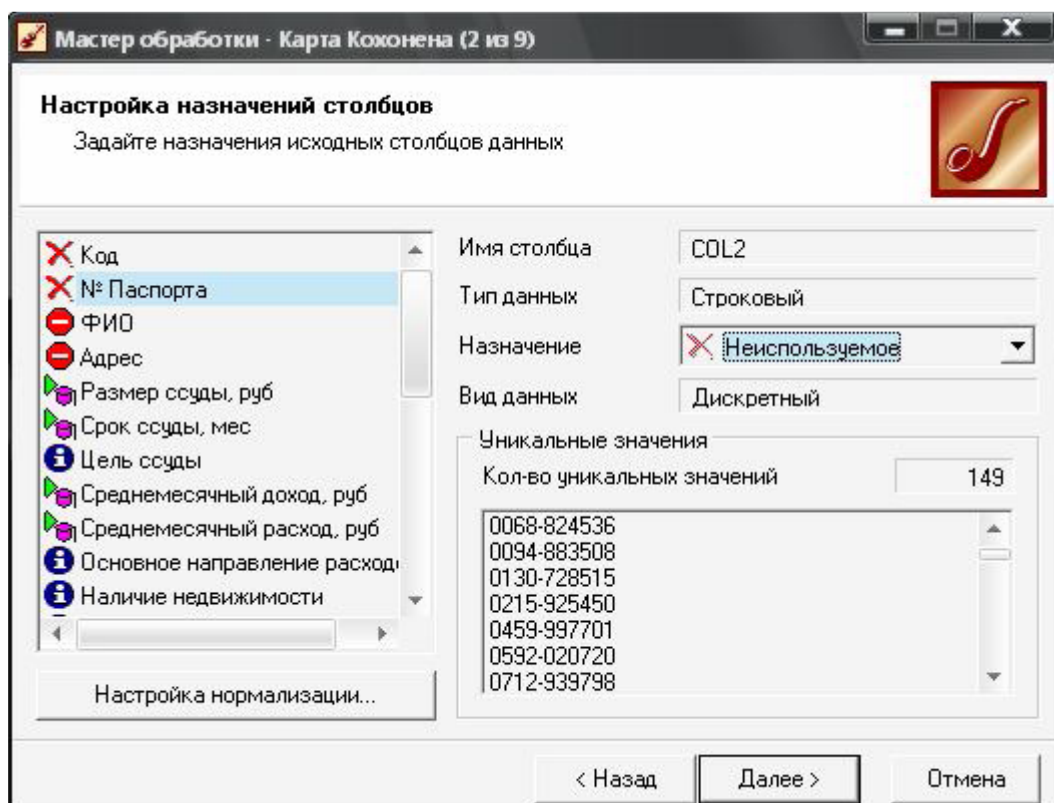 Мастер обработки - Карта Кохонена (2 из 9)
Настройка назначений столбцов
Задайте назначения исходных столбцов данных
Код
№ Паспорта
ФИО
Адрес
Размер ссуды, руб
Срок ссуды, мес
Цель ссуды
Среднемесячный доход, руб
Среднемесячный расход, руб
Основное направление расход
Наличие недвижимости
Настройка нормализации...
Имя столбца COL2
Тип данных Строковый
Назначение Неиспользуемое
Вид данных Дискретный
Уникальные значения
Кол-во уникальных значений 149
0068-824536
0094-883508
0130-728515
0215-925450
0459-997701
0592-020720
0712-939798
< Назад
Далее >
Отмена